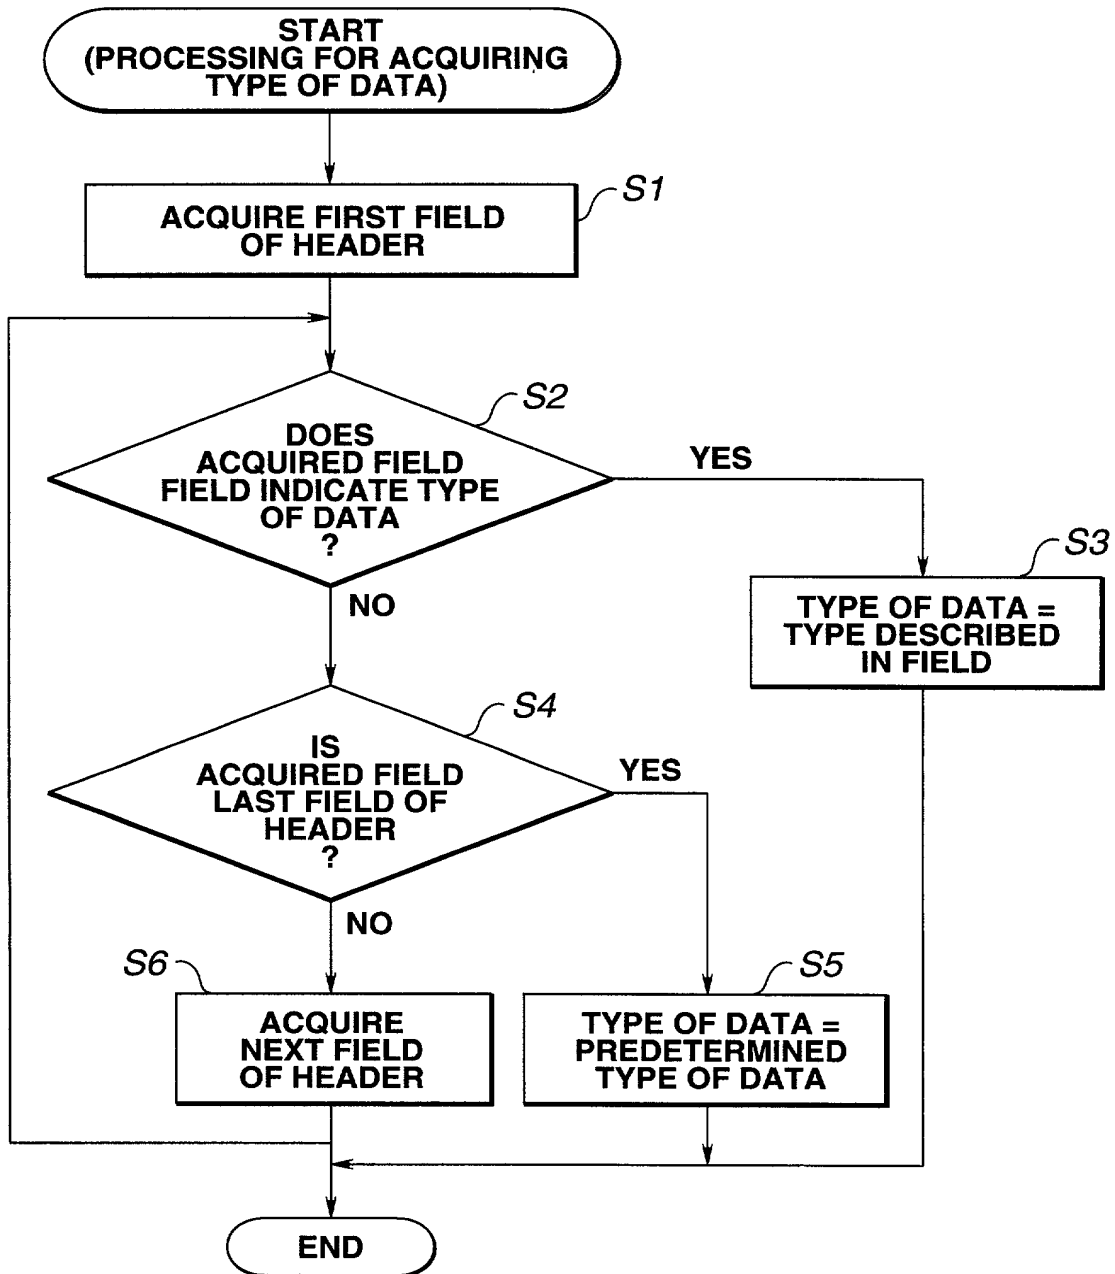 START
(PROCESSING FOR ACQUIRING
TYPE OF DATA)
S1
ACQUIRE FIRST FIELD
OF HEADER
S2
DOES
ACQUIRED FIELD
FIELD INDICATE TYPE
OF DATA
?
YES
NO
S3
TYPE OF DATA =
TYPE DESCRIBED
IN FIELD
S4
IS
ACQUIRED FIELD
LAST FIELD OF
HEADER
?
YES
NO
S6
ACQUIRE
NEXT FIELD
OF HEADER
S5
TYPE OF DATA =
PREDETERMINED
TYPE OF DATA
END